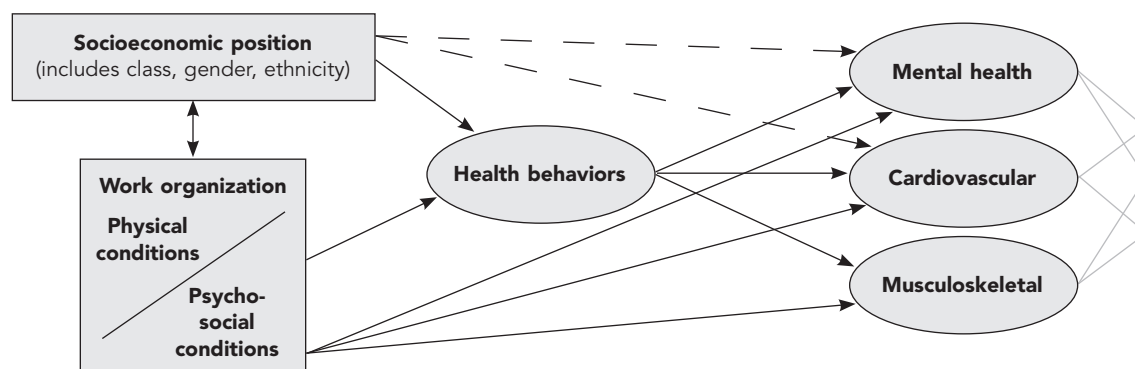 Socioeconomic position
(includes class, gender, ethnicity)
Mental health
Health behaviors
Cardiovascular
Work organization
Physical
conditions
Musculoskeletal
Psycho-
social
conditions